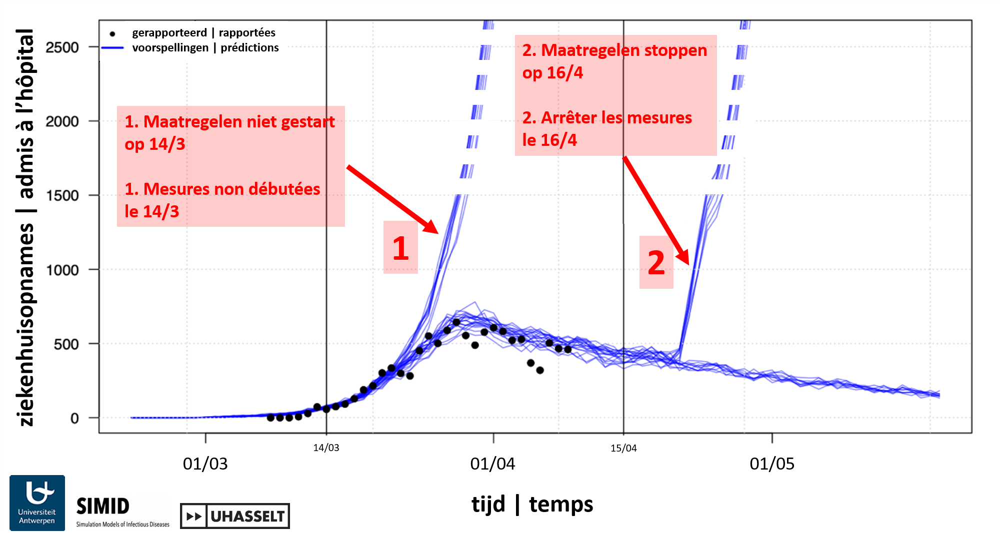 gerapporteerd | rapportées
voorspellingen | prédictions
ziekenhuisopnames | admis à l'hôpital
2500
2000
1500
1000
500
0
1. Maatregelen niet gestart
op 14/3
1. Mesures non débutées
le 14/3
2. Maatregelen stoppen
op 16/4
2. Arrêter les mesures
le 16/4
1
2
14/03
15/04
01/03
01/04
01/05
tijd | temps
Universiteit
Antwerpen
SIMID
Simulation Models of Infectious Diseases
UHASSELT